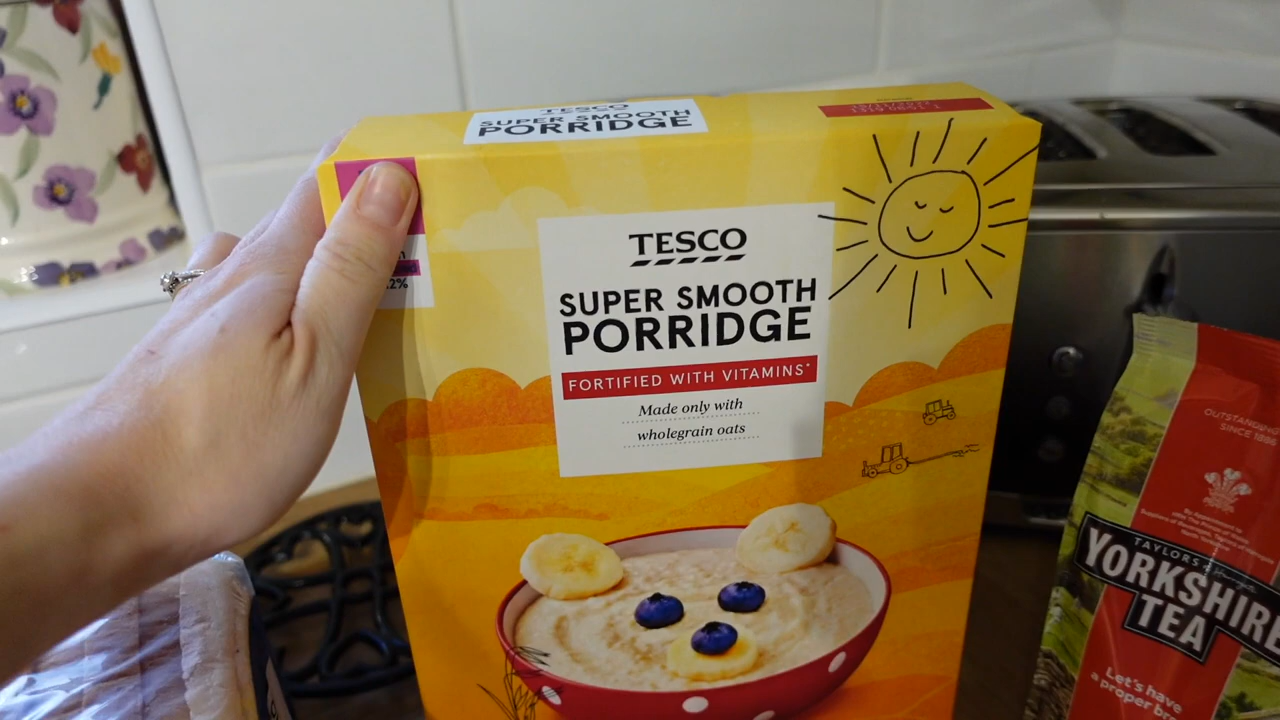 TESCO
SUPER SMOOTH
PORRIDGE
2%
TESCO
SUPER SMOOTH
PORRIDGE
FORTIFIED WITH VITAMINS*
Made only with
wholegrain oats
OUTSTANDING
SINCE 1886
TAYLORS
YORKSHIRE
TEA
Let's have
a proper br